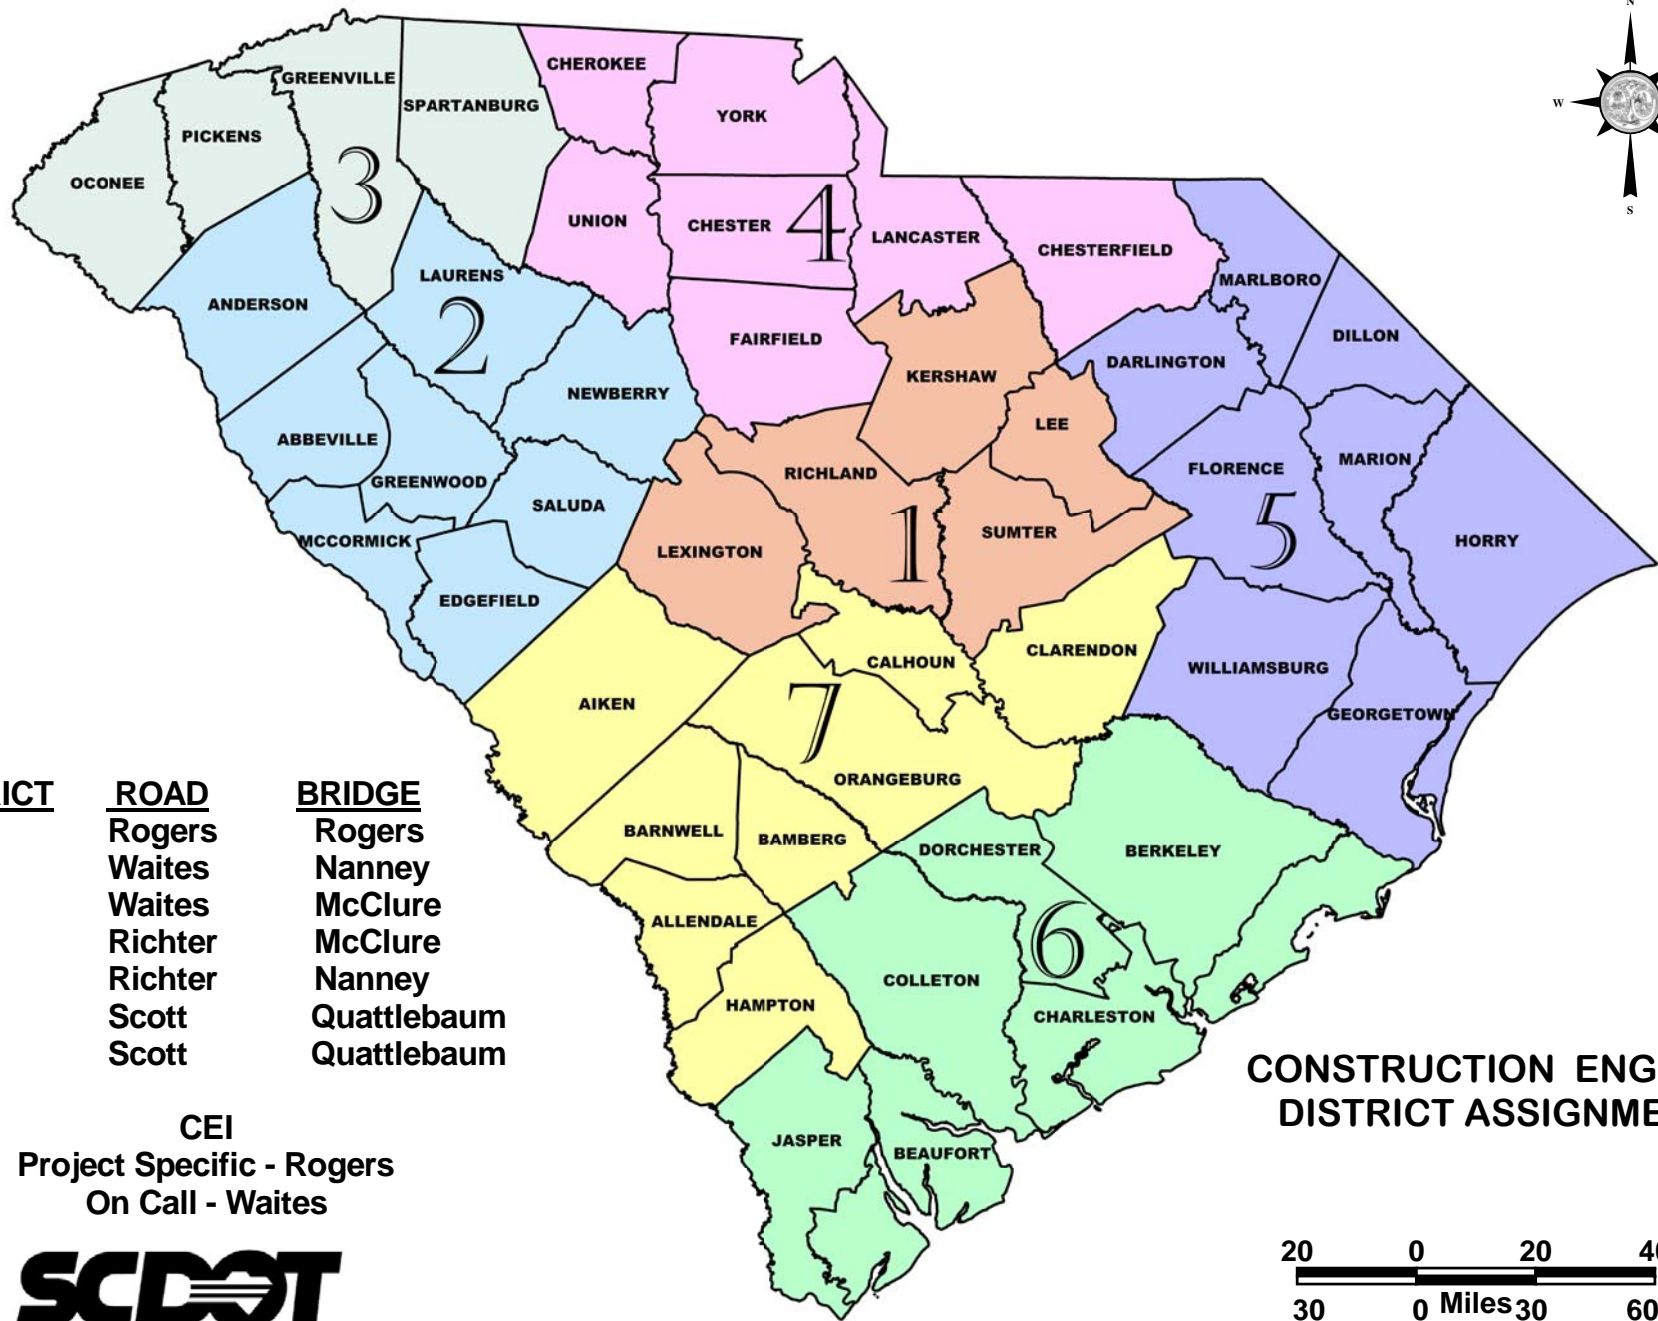 N
W
S
GREENVILLE
CHEROKEE
SPARTANBURG
YORK
PICKENS
OCONEE
3
UNION
CHESTER
4
LANCASTER
CHESTERFIELD
LAURENS
MARLBORO
ANDERSON
2
FAIRFIELD
DILLON
DARLINGTON
KERSHAW
NEWBERRY
LEE
ABBEVILLE
RICHLAND
FLORENCE
MARION
GREENWOOD
SALUDA
5
MCCORMICK
LEXINGTON
1
SUMTER
HORRY
EDGEFIELD
CLARENDON
CALHOUN
WILLIAMSBURG
AIKEN
7
GEORGETOWN
ORANGEBURG
BARNWELL
BAMBERG
DORCHESTER
BERKELEY
ALLENDALE
6
COLLETON
HAMPTON
CHARLESTON
JASPER
BEAUFORT
ICT ROAD BRIDGE
Rogers Rogers
Waites Nanney
Waites McClure
Richter McClure
Richter Nanney
Scott Quattlebaum
Scott Quattlebaum
CEI
Project Specific - Rogers
On Call - Waites
SCDOT
CONSTRUCTION ENG
DISTRICT ASSIGNME
20 0 20 40
30 0 Miles 30 60